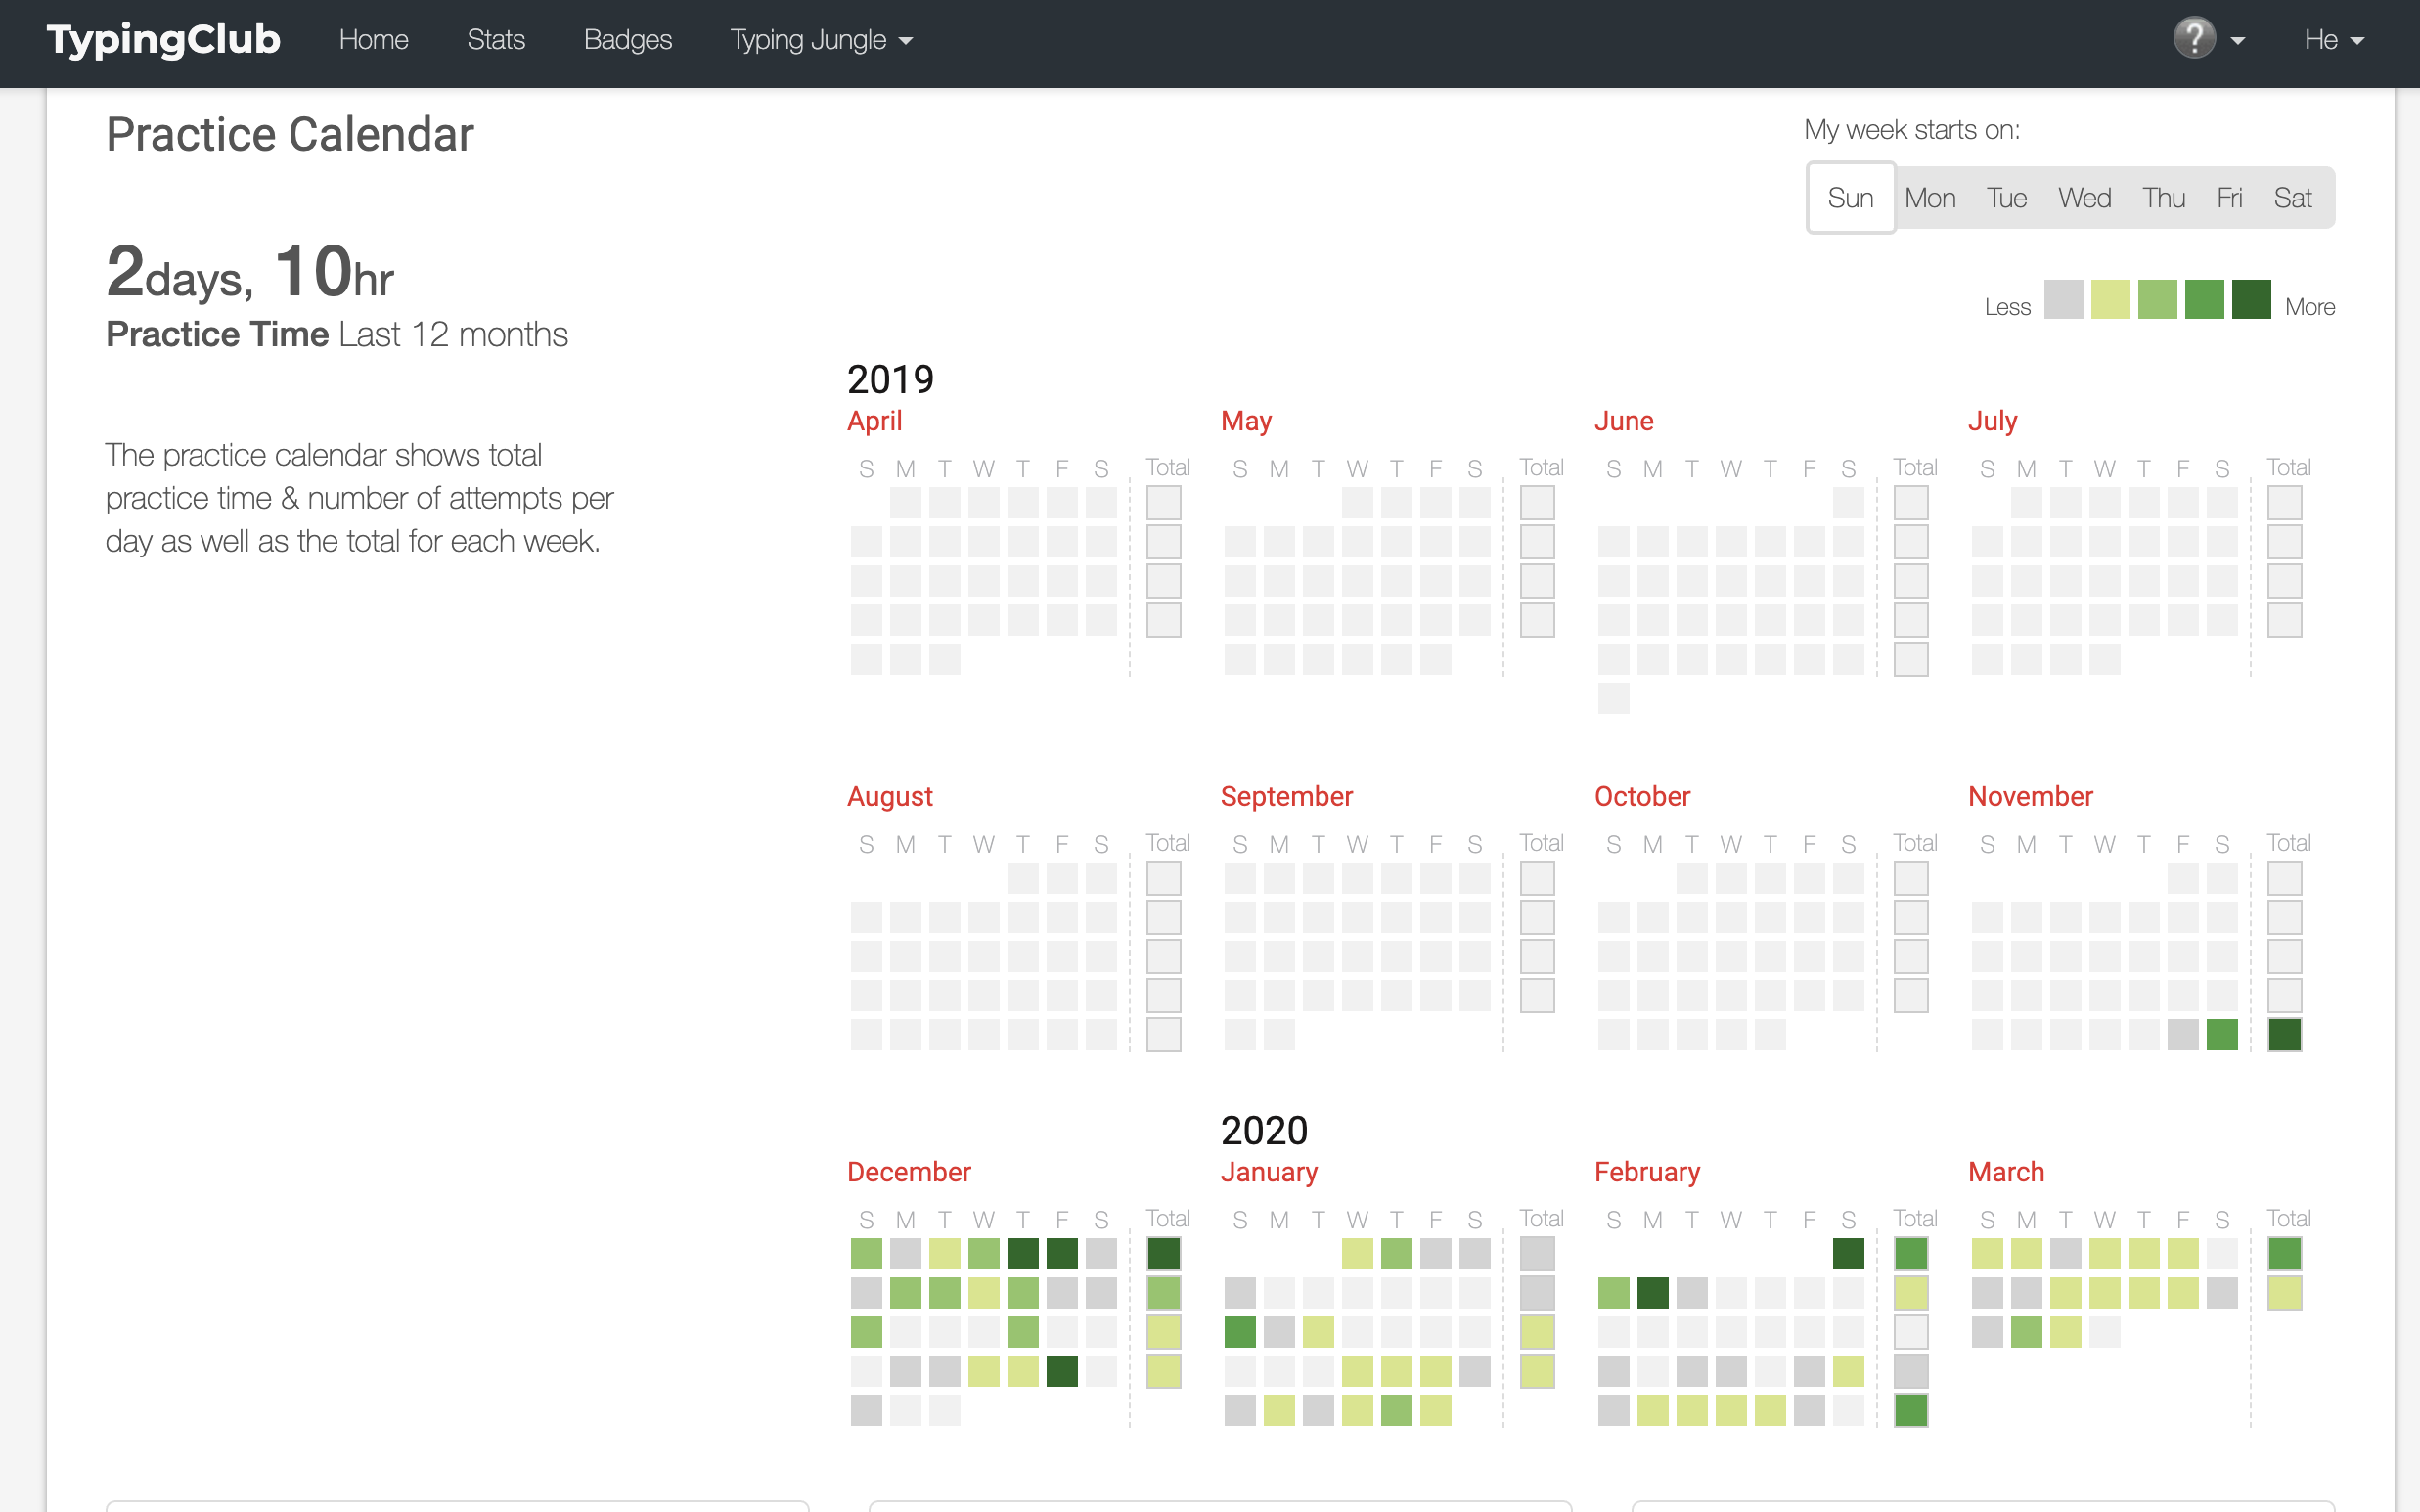 TypingClub Home Stats Badges Typing Jungle ? He
Practice Calendar
My week starts on:
Sun Mon Tue Wed Thu Fri Sat
2days, 10hr
Practice Time Last 12 months
Less More
The practice calendar shows total
practice time & number of attempts per
day as well as the total for each week.
2019
April May June July
S M T W T F S Total S M T W T F S Total S M T W T F S Total S M T W T F S Total
August September October November
S M T W T F S Total S M T W T F S Total S M T W T F S Total S M T W T F S Total
2020
December January February March
S M T W T F S Total S M T W T F S Total S M T W T F S Total S M T W T F S Total